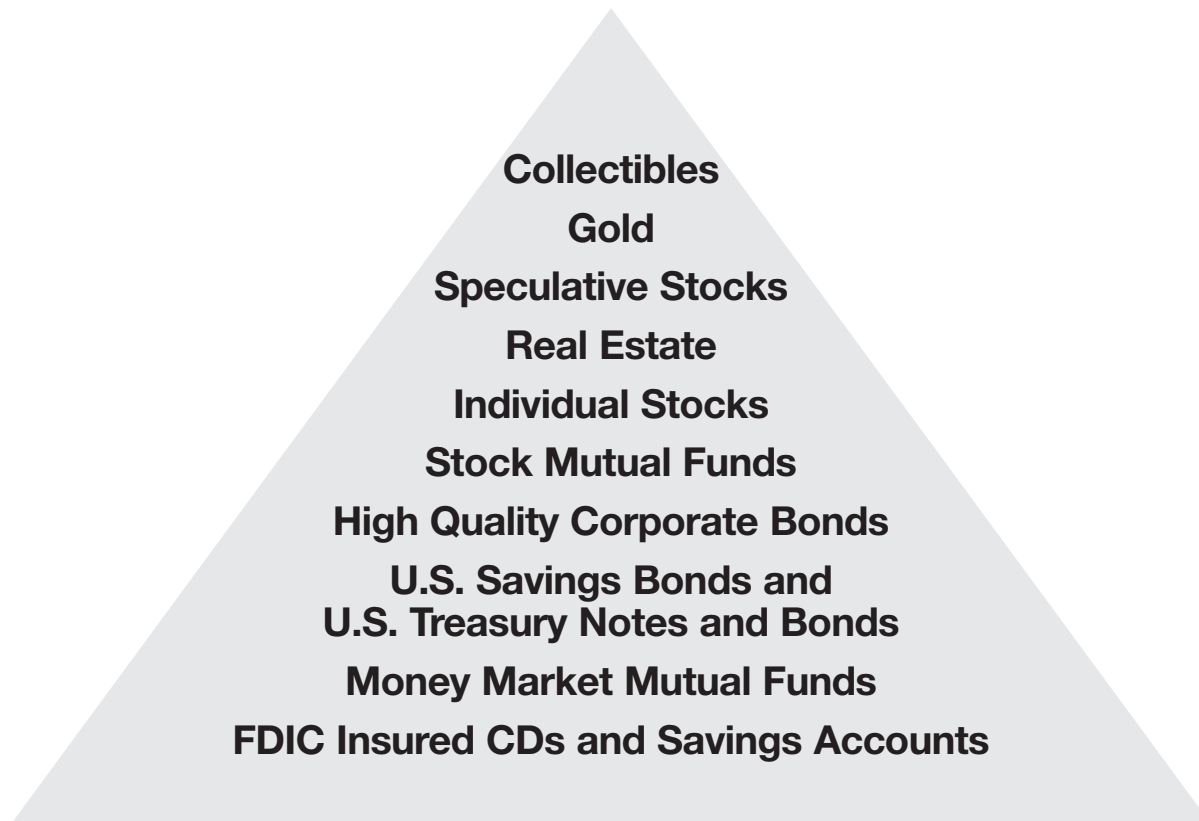 Collectibles
Gold
Speculative Stocks
Real Estate
Individual Stocks
Stock Mutual Funds
High Quality Corporate Bonds
U.S. Savings Bonds and
U.S. Treasury Notes and Bonds
Money Market Mutual Funds
FDIC Insured CDs and Savings Accounts